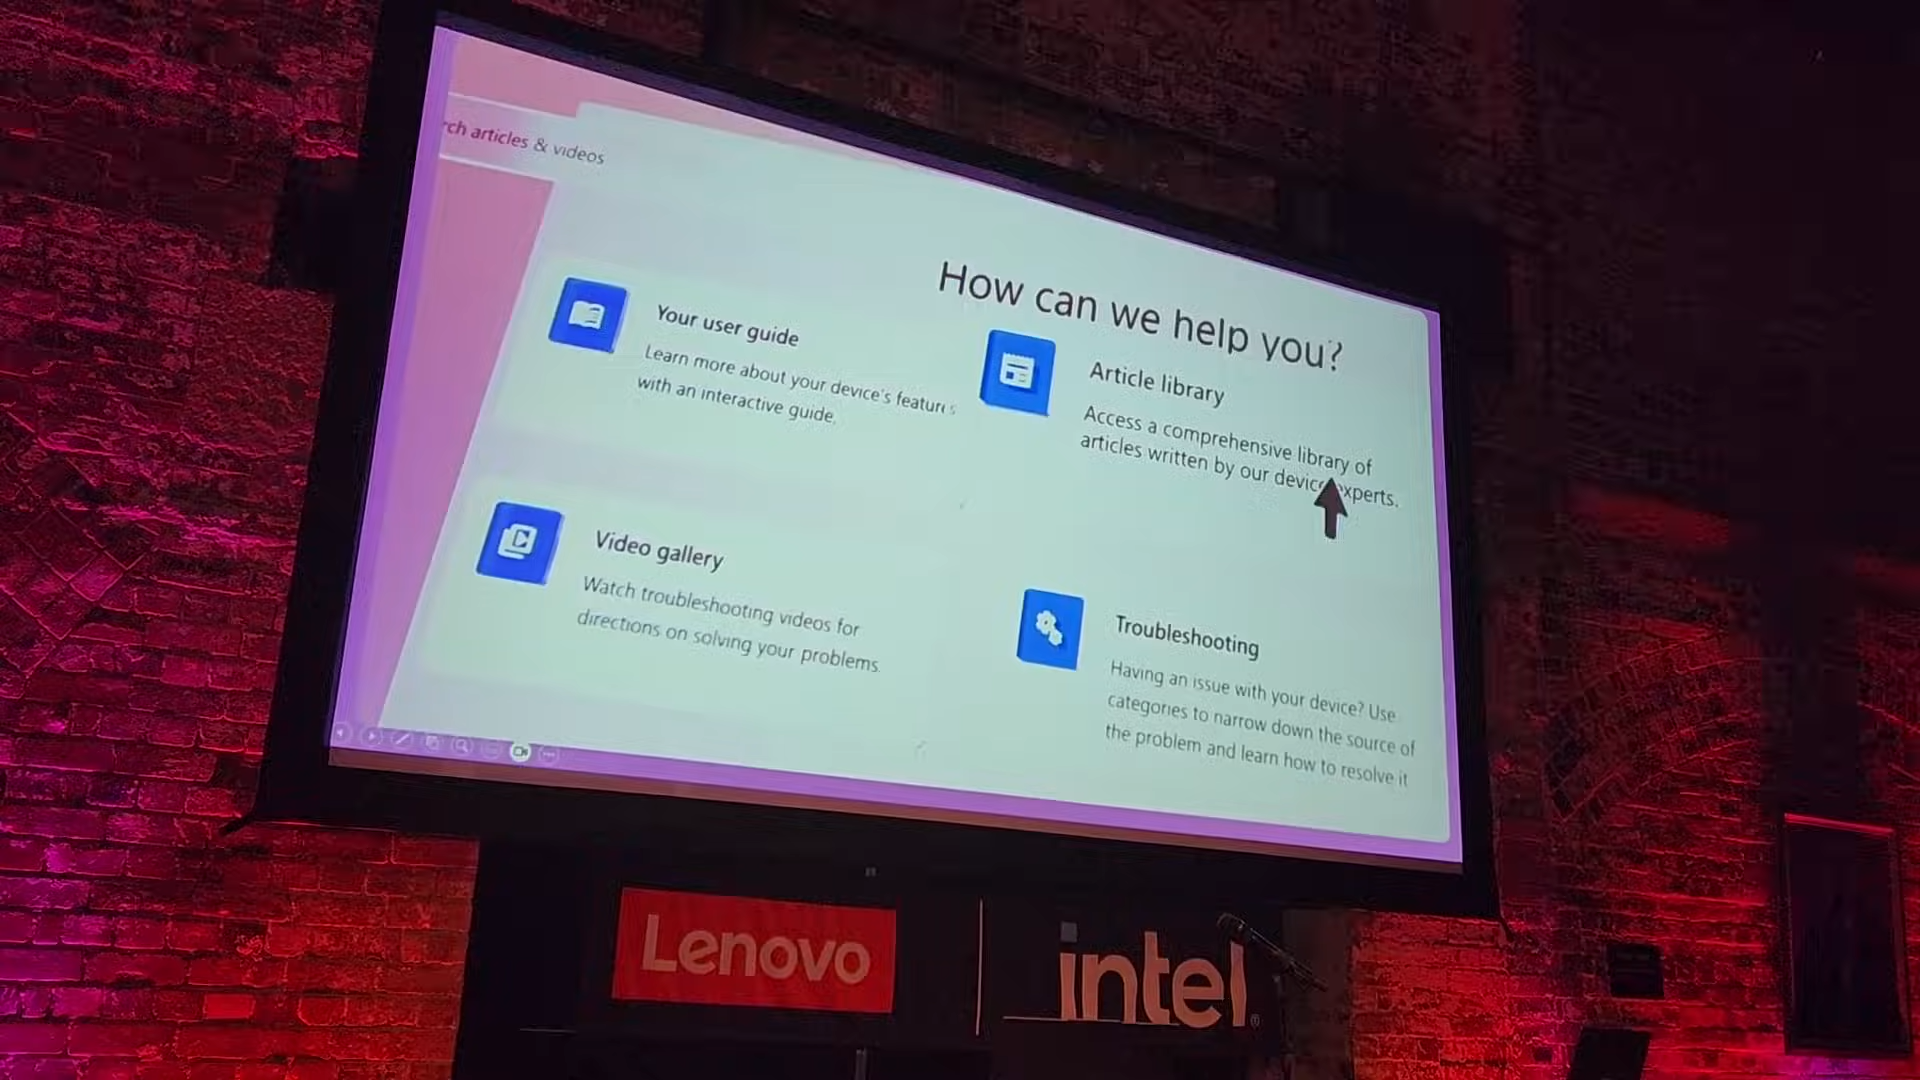 rch articles & videos
How can we help you?
Your user guide
Learn more about your device's features
with an interactive guide.
Article library
Access a comprehensive library of
articles written by our device experts.
Video gallery
Watch troubleshooting videos for
directions on solving your problems.
Troubleshooting
Having an issue with your device? Use
categories to narrow down the source of
the problem and learn how to resolve it
Lenovo
intel®